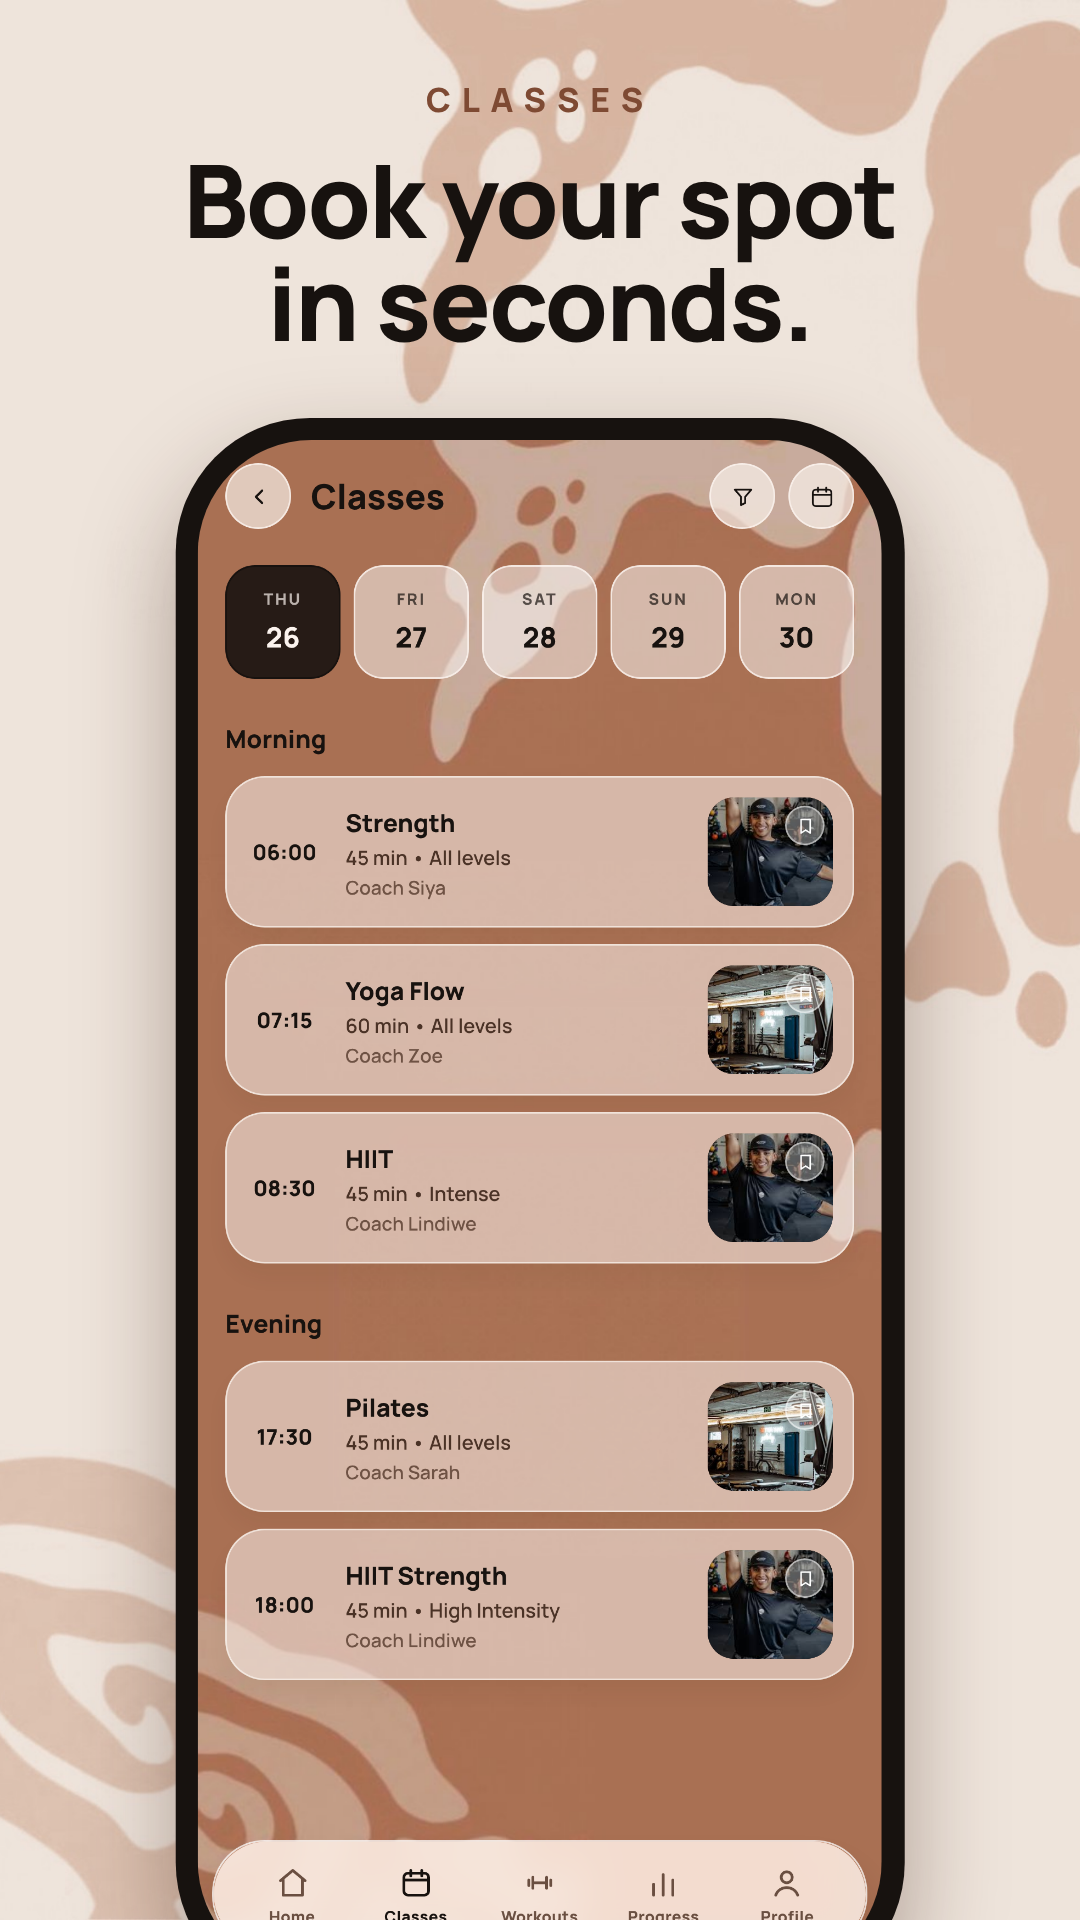 CLASSES
Book your spot
in seconds.
Classes
THU
26
FRI
27
SAT
28
SUN
29
MON
30
Morning
06:00
Strength
45 min • All levels
Coach Siya
07:15
Yoga Flow
60 min • All levels
Coach Zoe
08:30
HIIT
45 min • Intense
Coach Lindiwe
Evening
17:30
Pilates
45 min • All levels
Coach Sarah
18:00
HIIT Strength
45 min • High Intensity
Coach Lindiwe
Home
Classes
Workouts
Progress
Profile